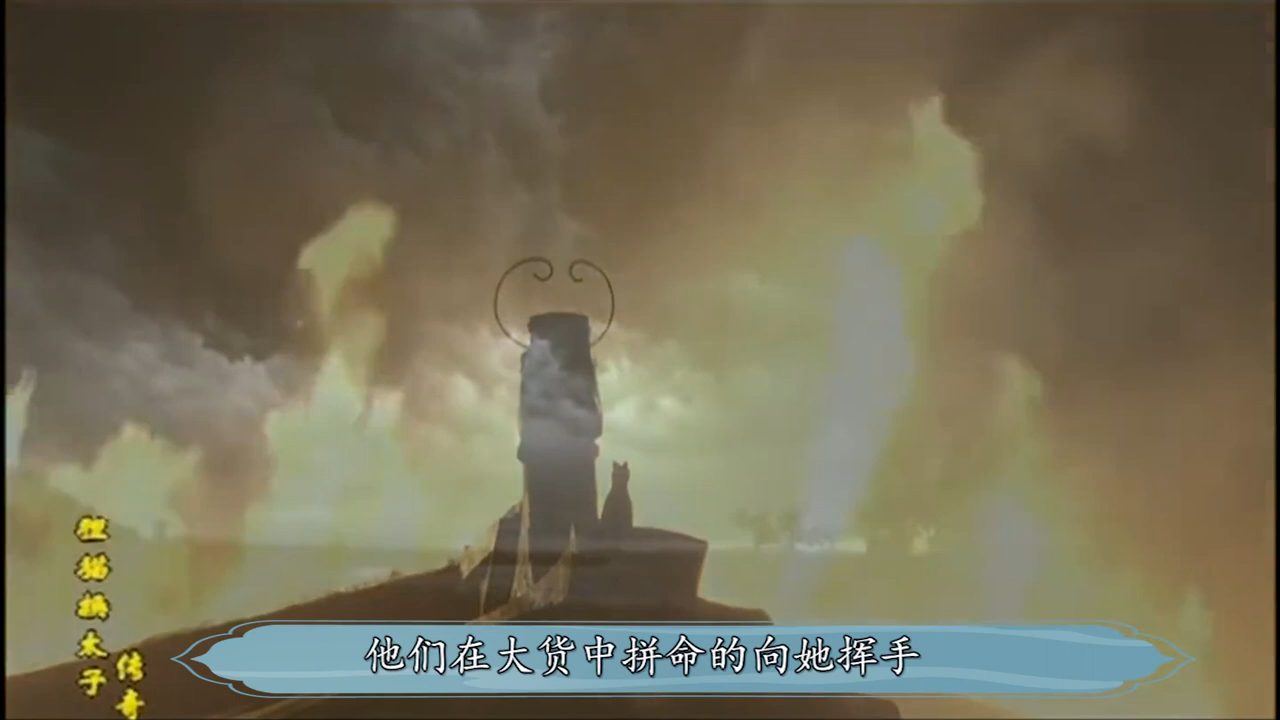 狸猫换太子
传奇
他们在大货中拼命的向她挥手